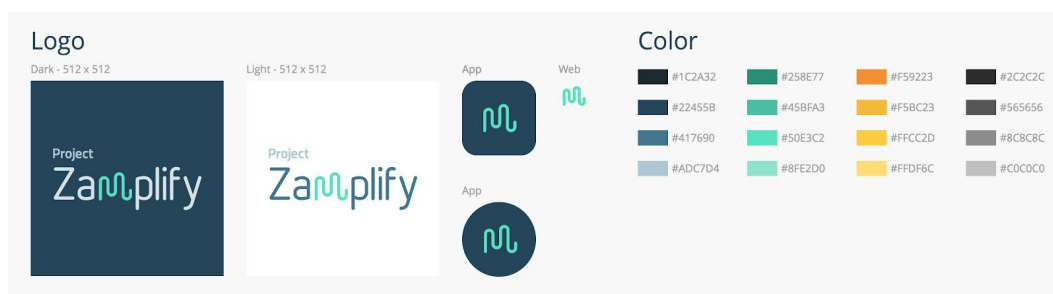 Logo
Dark - 512 x 512
Light - 512 x 512
App
Web
Project
Zamplify
Project
Zamplify
App
Color
#1C2A32
#258E77
#F59223
#2C2C2C
#22455B
#45BFA3
#F5BC23
#565656
#417690
#50E3C2
#FFCC2D
#8C8C8C
#ADC7D4
#8FE2D0
#FFDF6C
#C0C0C0